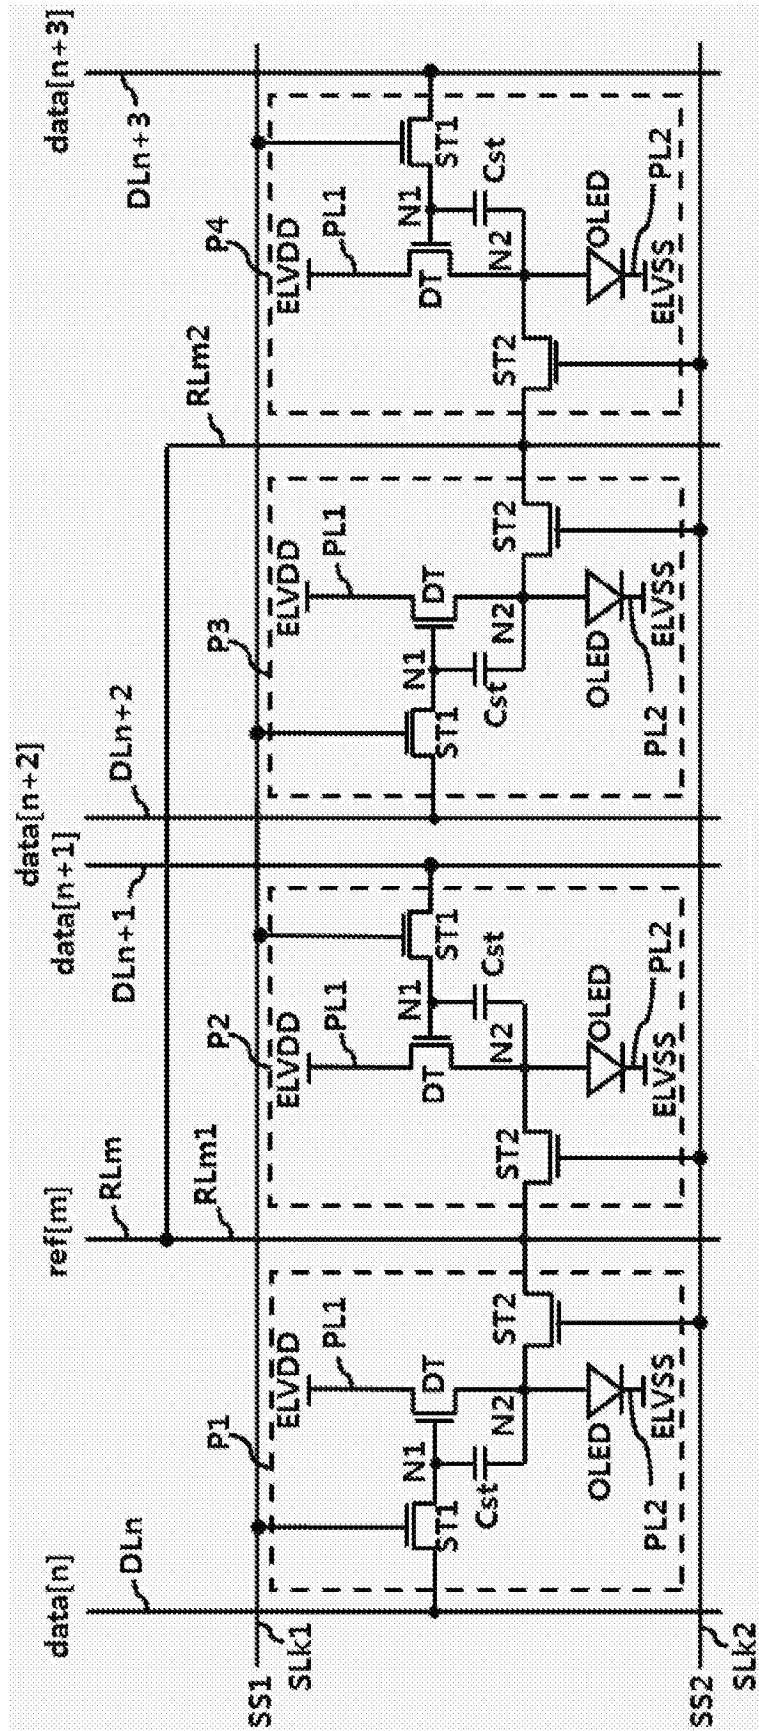 data[n]
ref[m]
data[n+1]
data[n+2]
data[n+3]
DLn
RLm
DLn+1
DLn+2
DLn+3
RLm1
RLm2
P1
P2
P3
P4
SS1
SLk1
ELVDD
PL1
ELVDD
PL1
ELVDD
PL1
ELVDD
PL1
ST1
N1
DT
Cst
N2
ST2
OLED
PL2
ELVSS
DT
N1
ST1
Cst
N2
ST2
OLED
PL2
ELVSS
ST1
N1
DT
Cst
N2
ST2
OLED
PL2
ELVSS
DT
N1
ST1
Cst
N2
ST2
OLED
PL2
ELVSS
SS2
SLk2